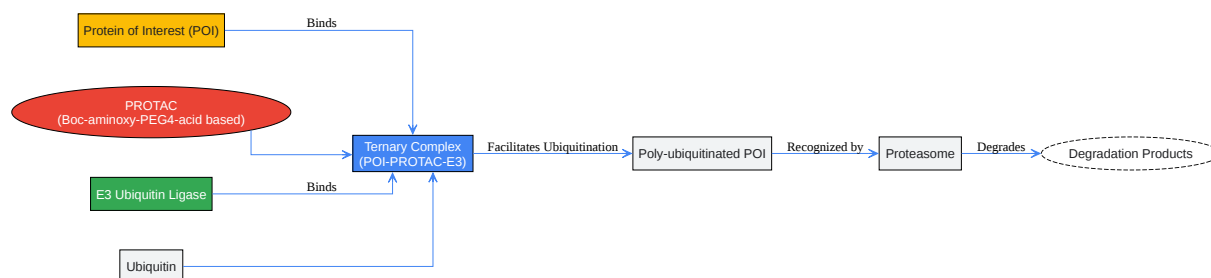 Protein of Interest (POI)
Binds
PROTAC
(Boc-aminoxy-PEG4-acid based)
Ternary Complex
(POI-PROTAC-E3)
Facilitates Ubiquitination
Poly-ubiquitinated POI
Recognized by
Proteasome
Degrades
Degradation Products
E3 Ubiquitin Ligase
Binds
Ubiquitin